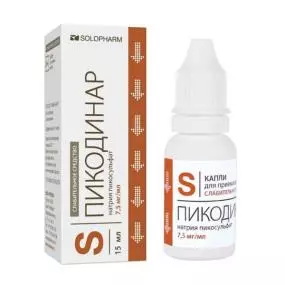 SOLOPHARM
СЛАБИТЕЛЬНОЕ СРЕДСТВО
S ПИКОДИНАР
натрия пикосульфат
7,5 мг/мл
15 мл
S
КАПЛИ
для приема
СЛАБИТЕЛЬНОЕ
ПИКОДИНАР
натрия пикосульфат
7,5 мг/мл